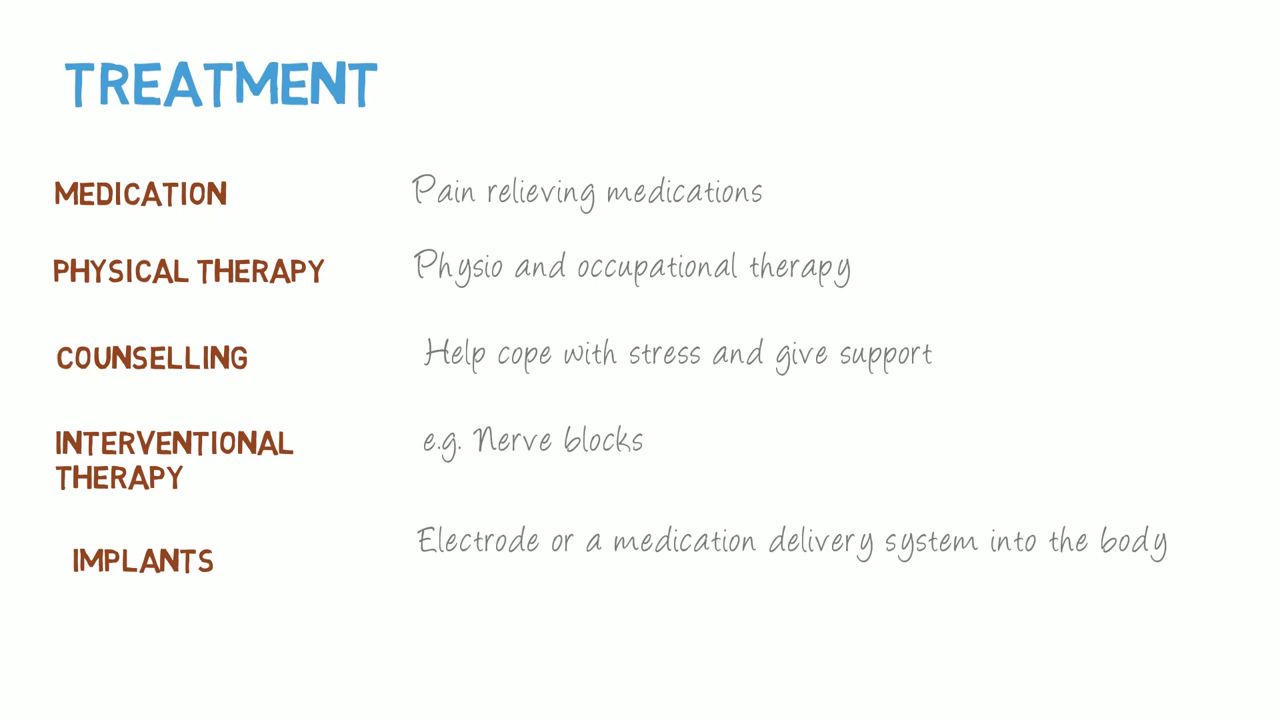 TREATMENT
MEDICATION Pain relieving medications
PHYSICAL THERAPY Physio and occupational therapy
COUNSELLING Help cope with stress and give support
INTERVENTIONAL THERAPY e.g. Nerve blocks
IMPLANTS Electrode or a medication delivery system into the body